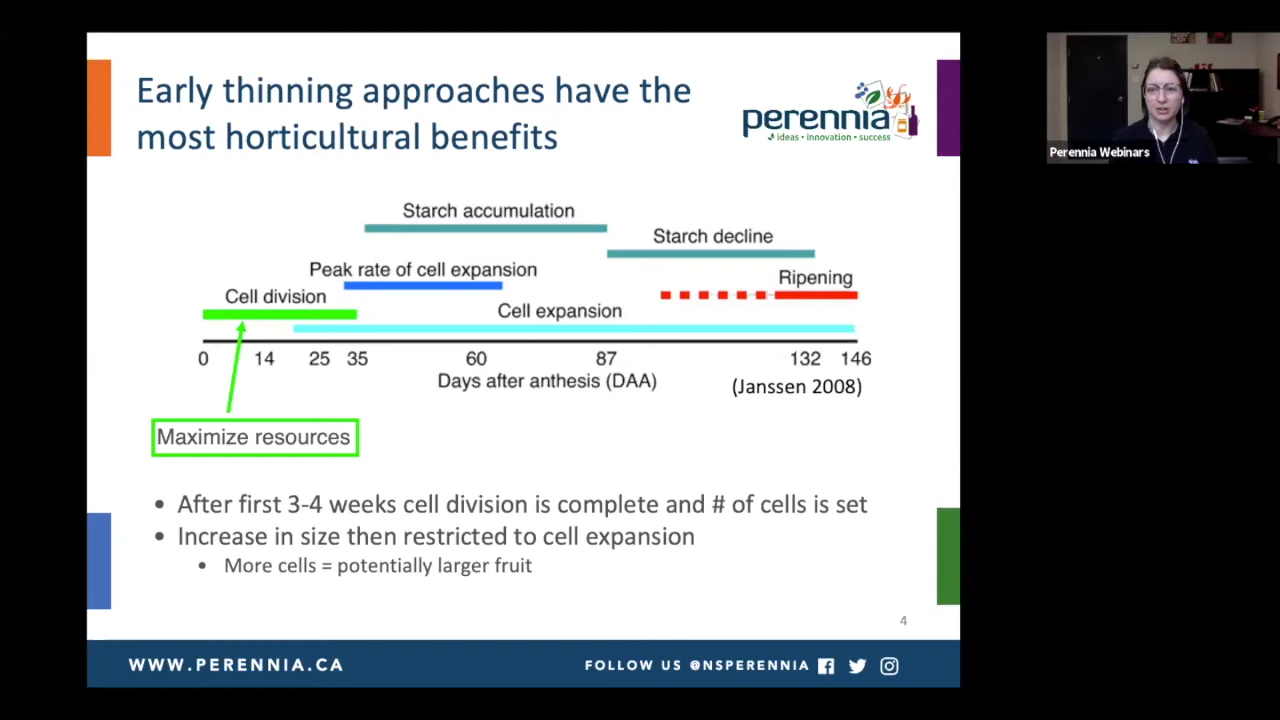 Early thinning approaches have the
most horticultural benefits
perennia
ideas • innovation • success
Perennia Webinars
Starch accumulation
Starch decline
Peak rate of cell expansion
Ripening
Cell division
Cell expansion
0 14 25 35 60 87 132 146
Days after anthesis (DAA)
(Janssen 2008)
Maximize resources
• After first 3-4 weeks cell division is complete and # of cells is set
• Increase in size then restricted to cell expansion
• More cells = potentially larger fruit
4
WWW.PERENNIA.CA
FOLLOW US @NSPERENNIA